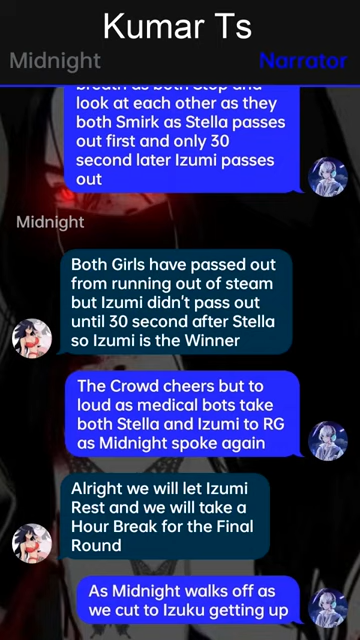 Kumar Ts
Midnight
Narrator
breath as both Stop and
look at each other as they
both Smirk as Stella passes
out first and only 30
second later Izumi passes
out
Midnight
Both Girls have passed out
from running out of steam
but Izumi didn't pass out
until 30 second after Stella
so Izumi is the Winner
The Crowd cheers but to
loud as medical bots take
both Stella and Izumi to RG
as Midnight spoke again
Alright we will let Izumi
Rest and we will take a
Hour Break for the Final
Round
As Midnight walks off as
we cut to Izuku getting up